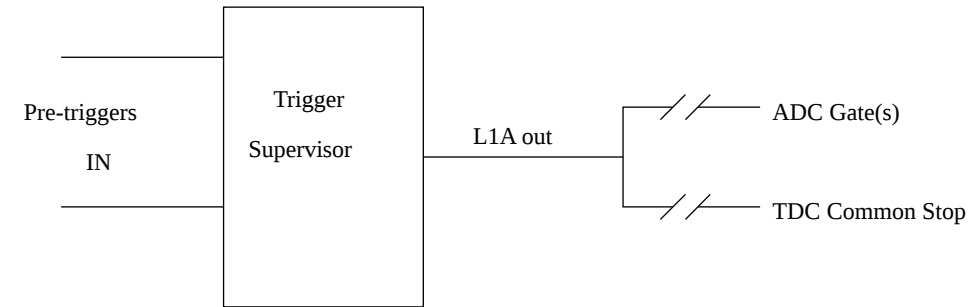 Pre-triggers
IN
Trigger
Supervisor
L1A out
ADC Gate(s)
TDC Common Stop